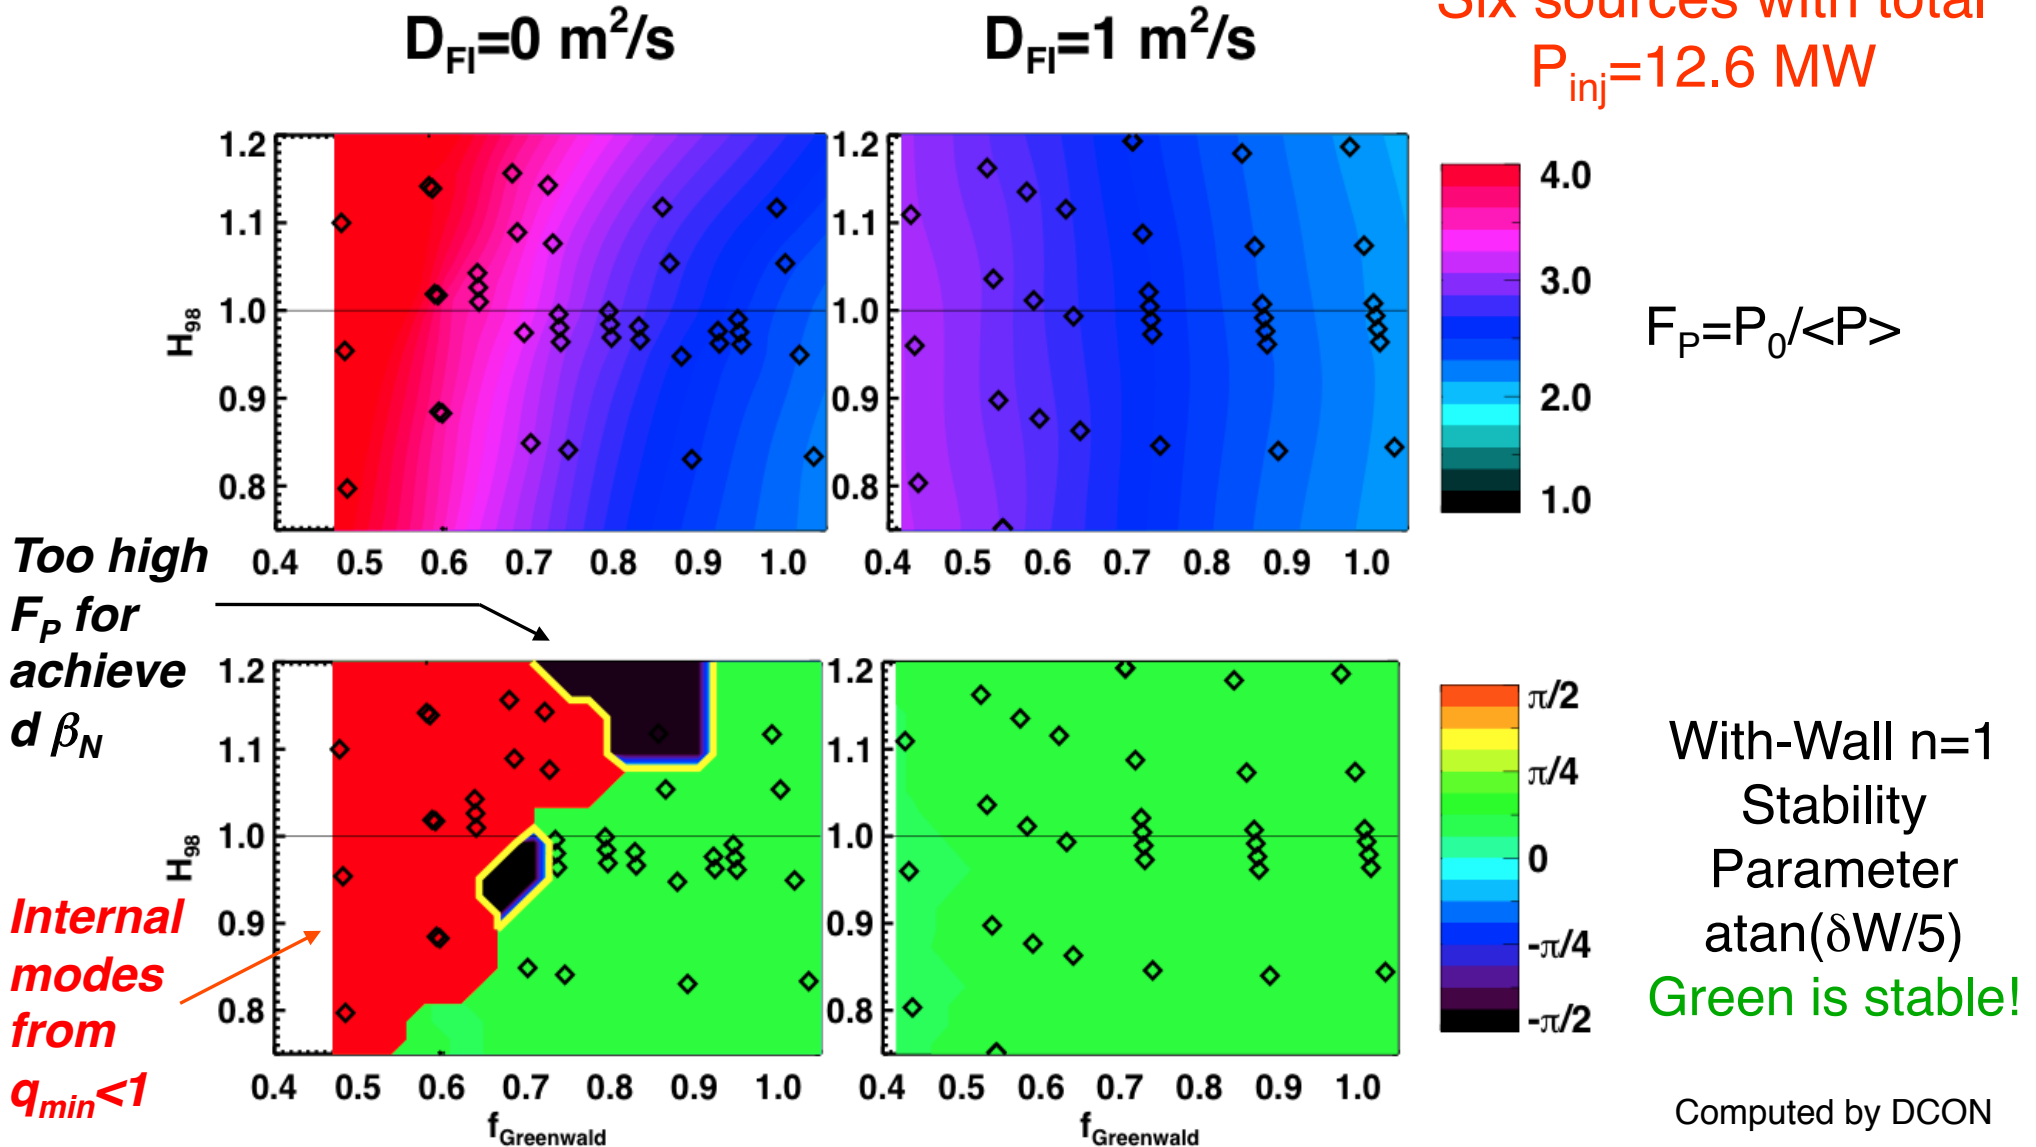 Six sources with total
P_inj=12.6 MW
D_FI=0 m²/s
D_FI=1 m²/s
1.2
1.1
1.0
0.9
0.8
H_98
0.4 0.5 0.6 0.7 0.8 0.9 1.0
1.2
1.1
1.0
0.9
0.8
0.4 0.5 0.6 0.7 0.8 0.9 1.0
4.0
3.0
2.0
1.0
F_P=P_0/<P>
Too high
F_P for
achieve
d β_N
Internal
modes
from
q_min<1
1.2
1.1
1.0
0.9
0.8
H_98
0.4 0.5 0.6 0.7 0.8 0.9 1.0
f_Greenwald
1.2
1.1
1.0
0.9
0.8
0.4 0.5 0.6 0.7 0.8 0.9 1.0
f_Greenwald
π/2
π/4
0
-π/4
-π/2
With-Wall n=1
Stability
Parameter
atan(δW/5)
Green is stable!
Computed by DCON